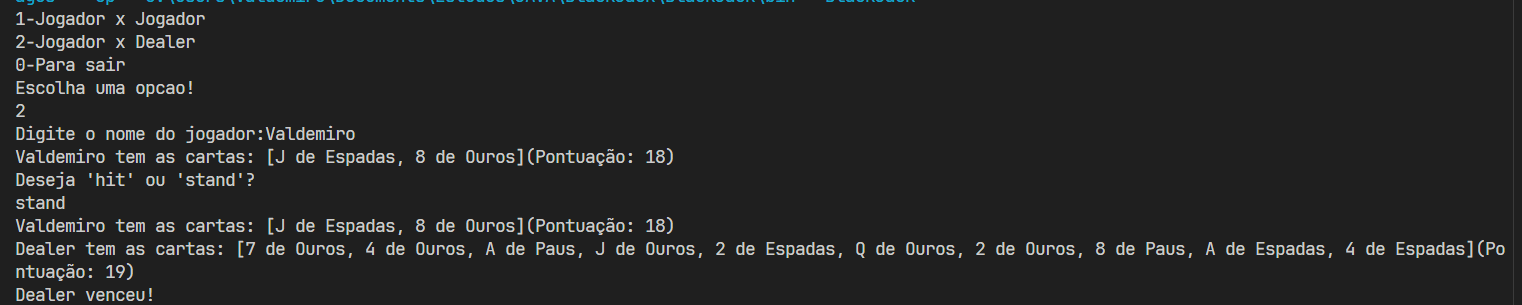 1-Jogador x Jogador
2-Jogador x Dealer
0-Para sair
Escolha uma opcao!
2
Digite o nome do jogador:Valdemiro
Valdemiro tem as cartas: [J de Espadas, 8 de Ouros](Pontuação: 18)
Deseja 'hit' ou 'stand'?
stand
Valdemiro tem as cartas: [J de Espadas, 8 de Ouros](Pontuação: 18)
Dealer tem as cartas: [7 de Ouros, 4 de Ouros, A de Paus, J de Ouros, 2 de Espadas, Q de Ouros, 2 de Ouros, 8 de Paus, A de Espadas, 4 de Espadas](Po
ntuação: 19)
Dealer venceu!